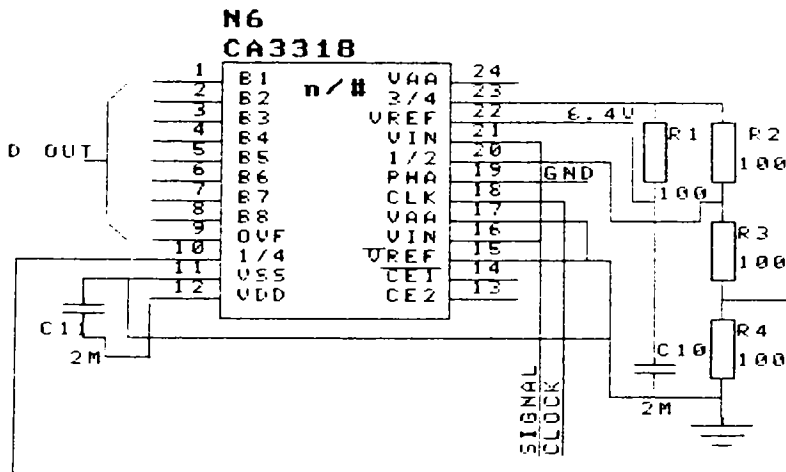 N6
CA3318
n/#
1 B1 VAA 24
2 B2 3/4 23
3 B3 VREF 22
4 B4 VIN 21
5 B5 1/2 20
6 B6 PHA 19
7 B7 CLK 18
8 B8 VAA 17
9 OVF VIN 16
10 1/4 VREF 15
11 VSS CE1 14
12 VDD CE2 13
D OUT
6.4V
GND
R1
100
R2
100
R3
100
R4
100
C11
2M
C10
2M
SIGNAL
CLOCK